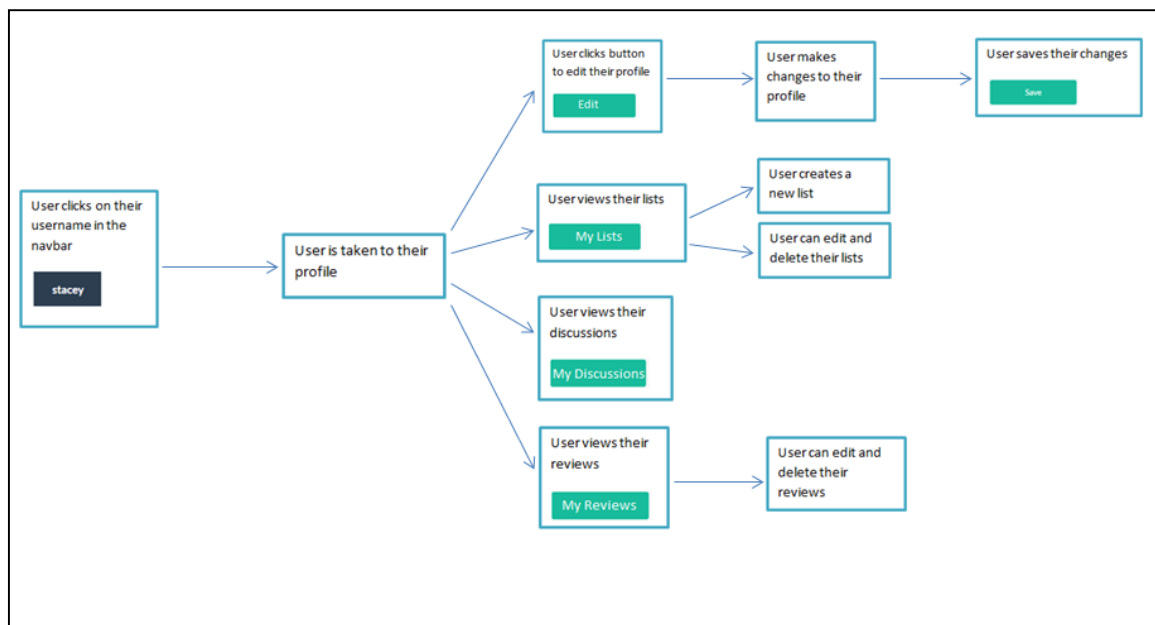 User clicks on their
username in the
navbar
stacey
User is taken to their
profile
User clicks button
to edit their profile
Edit
User makes
changes to their
profile
User saves their changes
Save
User views their lists
My Lists
User creates a
new list
User can edit and
delete their lists
User views their
discussions
My Discussions
User views their
reviews
My Reviews
User can edit and
delete their
reviews